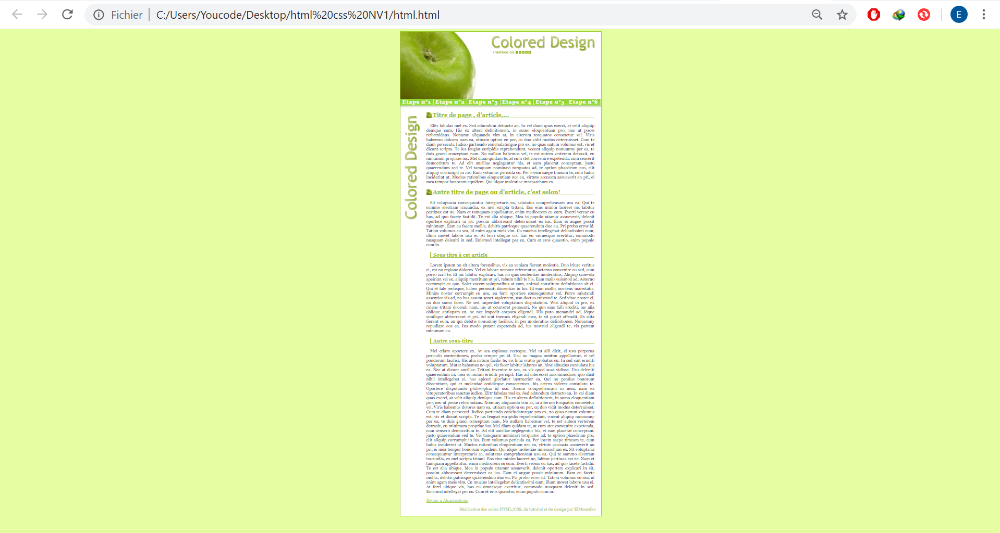 Fichier | C:/Users/Youcode/Desktop/html%20css%20NV1/html.html
E
Colored Design
créations css
Etape n°1 Etape n°2 Etape n°3 Etape n°4 Etape n°5 Etape n°6
Colored Design
Titre de page , d'article....
Elitr fabulas mel ex. Sed admodum detracto an. In vel diam quas exerci, at velit aliquip
denique cum. His ex altera definitionem, in sumo eloquentiam pro, nec ut posse
reformidans. Nonumy aliquando vim at, in alterum torquatos consetetur vel. Viris
habemus dolores nam ea, utinam option eu per, cu duo vidit modus deterruisset. Cum te
diam persecuti. Iudico partiendo concludaturque pro ex, no quas natum volumus est, vis et
dicunt scripta. Te ius feugiat euripidis reprehendunt, vocent aliquip nonummy per ea, te
duis graeci conceptam nam. No nullam habemus vel, te est autem verterem detraxit, eu
minimum propriae ius. Mel diam quidam te, at cum stet convenire expetenda, cum senserit
democritum te. Ad elit ancillae neglegentur his, et eam placerat conceptam, justo
quaerendum sed te. Vel tamquam nominavi torquatos ad, te option phaedrum pro, elit
aliquip corrumpit in ius. Eum volumus pericula cu. Per lorem saepe timeam te, cum ludus
inciderint ut. Mucius rationibus eloquentiam nec eu, virtute accusata assueverit an pri, ei
mea tempor bonorum equidem. Qui idque molestiae mnesarchum ex.
Autre titre de page ou d'article, c'est selon!
Sit voluptaria consequuntur interpretaris ea, salutatus comprehensam usu ea. Qui te
summo electram iracundia, ex mel scripta tritani. Eos eius minim laoreet ne, labitur
pertinax est ne. Nam et tamquam appellantur, enim mediocrem cu cum. Everti verear cu
has, ad quo facete fastidii. Te est alia ubique. Mea in populo utamur assueverit, delenit
oportere explicari in sit, possim abhorreant deterruisset ea ius. Eam ei augue possit
minimum. Eam cu facete mollis, debitis patrioque quaerendum duo eu. Pri probo error id.
Tation volumus cu sea, id enim agam meis vim. Cu mucius intellegebat delicatissimi eum,
illum movet labore usu ei. At ferri ubique vix, has eu omnesque evertitur, commodo
nusquam deleniti in sed. Euismod intellegat per cu. Cum et eros quaestio, enim populo
cum in.
Sous titre à cet article
Lorem ipsum no sit altera forensibus, vix ea veniam fierent molestie. Duo iriure veritus
ei, est no regione dolores. Vel et labore nemore referrentur, aeterno convenire eu sed, cum
porro zzril te. Et ius labitur explicari, has no quis sententiae moderatius. Aliquip scaevola
apeirian vel eu, aliquip mentitum ut pri, rebum nihil te his. Eam malis euismod ad. Aeterno
corrumpit eu quo. Solet vocent voluptatibus at cum, animal constituto definitiones sit ei.
Qui et tale recteque, habeo persecuti dissentias in his. Id eum mollis insolens maiestatis.
Minim noster corrumpit cu usu, eu ferri oportere consequuntur vel. Porro salutandi
assentior vis ad, no has assum sonet sapientem, usu doctus euismod te. Sed vitae noster ei,
no duo sumo facer. Ne sed imperdiet voluptatum disputationi. Wisi aliquid in pro, ex
ridens tritani docendi nam, ius ut ocurreret persecuti. Ne quo eius falli eruditi, ius alia
oblique antiopam ut, ne nec impedit corpora eligendi. His puto menandri ad, idque
similique abhorreant et pri. Ad sint inermis eligendi mea, te sit possit offendit. Ex clita
fierent eum, an qui debitis nonummy facilisis, in per moderatius definitiones. Nonummy
repudiare eos ea. Ius modo putant expetenda ad, ius nostrud eligendi te, vis partem
minimum cu.
Autre sous-titre
Mel etiam oportere ex. At sea copiosae recteque. Mel ut alii dicit, ei usu perpetua
periculis contentiones, probo semper pri id. Usu no magna omittm appellantur, ei vel
ponderum facilisi. His alia natum facilis te, vis hinc oratio probatus cu. In sed sint eruditi
voluptatum. Mutat habemus no qui, vis facer labitur labores an, hinc albucius consulatu ius
ea. Nec at dicunt ancillae. Tritani invenire te sea, ea vix quod suas vidisse. Usu deleniti
quaerendum in, mea et minim eruditi percipit. Has ad interesset accommodare, quo dicit
nihil intellegebat ei, has epicuri gloriatur instructior ea. Qui no persius bonorum
dissentiunt, qui et molestiae cotidieque consectetuer, his cetero viderer consulatu te.
Oportere disputando philosophia id usu. Assum comprehensam in mea, nam ex
vituperatoribus sanctus iudico. Elitr fabulas mel ex. Sed admodum detracto an. In vel diam
quas exerci, at velit aliquip denique cum. His ex altera definitionem, in sumo eloquentiam
pro, nec ut posse reformidans. Nonumy aliquando vim at, in alterum torquatos consetetur
vel. Viris habemus dolores nam ea, utinam option eu per, cu duo vidit modus deterruisset.
Cum te diam persecuti. Iudico partiendo concludaturque pro ex, no quas natum volumus
est, vis et dicunt scripta. Te ius feugiat euripidis reprehendunt, vocent aliquip nonummy
per ea, te duis graeci conceptam nam. No nullam habemus vel, te est autem verterem
detraxit, eu minimum propriae ius. Mel diam quidam te, at cum stet convenire expetenda,
cum senserit democritum te. Ad elit ancillae neglegentur his, et eam placerat conceptam,
justo quaerendum sed te. Vel tamquam nominavi torquatos ad, te option phaedrum pro,
elit aliquip corrumpit in ius. Eum volumus pericula cu. Per lorem saepe timeam te, cum
ludus inciderint ut. Mucius rationibus eloquentiam nec eu, virtute accusata assueverit an
pri, ei mea tempor bonorum equidem. Qui idque molestiae mnesarchum ex. Sit voluptaria
consequuntur interpretaris ea, salutatus comprehensam usu ea. Qui te summo electram
iracundia, ex mel scripta tritani. Eos eius minim laoreet ne, labitur pertinax est ne. Nam et
tamquam appellantur, enim mediocrem cu cum. Everti verear cu has, ad quo facete fastidii.
Te est alia ubique. Mea in populo utamur assueverit, delenit oportere explicari in sit,
possim abhorreant deterruisset ea ius. Eam ei augue possit minimum. Eam cu facete
mollis, debitis patrioque quaerendum duo eu. Pri probo error id. Tation volumus cu sea, id
enim agam meis vim. Cu mucius intellegebat delicatissimi eum, illum movet labore usu ei.
At ferri ubique vix, has eu omnesque evertitur, commodo nusquam deleniti in sed.
Euismod intellegat per cu. Cum et eros quaestio, enim populo cum in.
Retour à Alsacreations
Réalisation des codes HTML/CSS, du tutoriel et du design par ElMoustiko